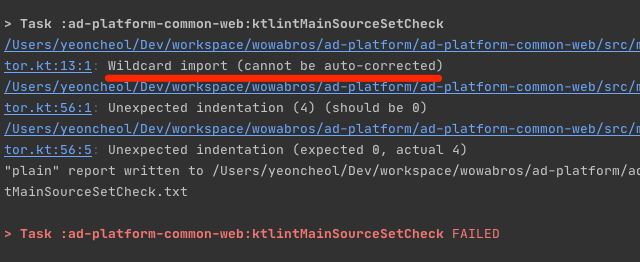 > Task :ad-platform-common-web:ktlintMainSourceSetCheck
/Users/yeoncheol/Dev/workspace/wowabros/ad-platform/ad-platform-common-web/src/m
tor.kt:13:1: Wildcard import (cannot be auto-corrected)
/Users/yeoncheol/Dev/workspace/wowabros/ad-platform/ad-platform-common-web/src/m
tor.kt:56:1: Unexpected indentation (4) (should be 0)
/Users/yeoncheol/Dev/workspace/wowabros/ad-platform/ad-platform-common-web/src/m
tor.kt:56:5: Unexpected indentation (expected 0, actual 4)
"plain" report written to /Users/yeoncheol/Dev/workspace/wowabros/ad-platform/ad
tMainSourceSetCheck.txt
> Task :ad-platform-common-web:ktlintMainSourceSetCheck FAILED